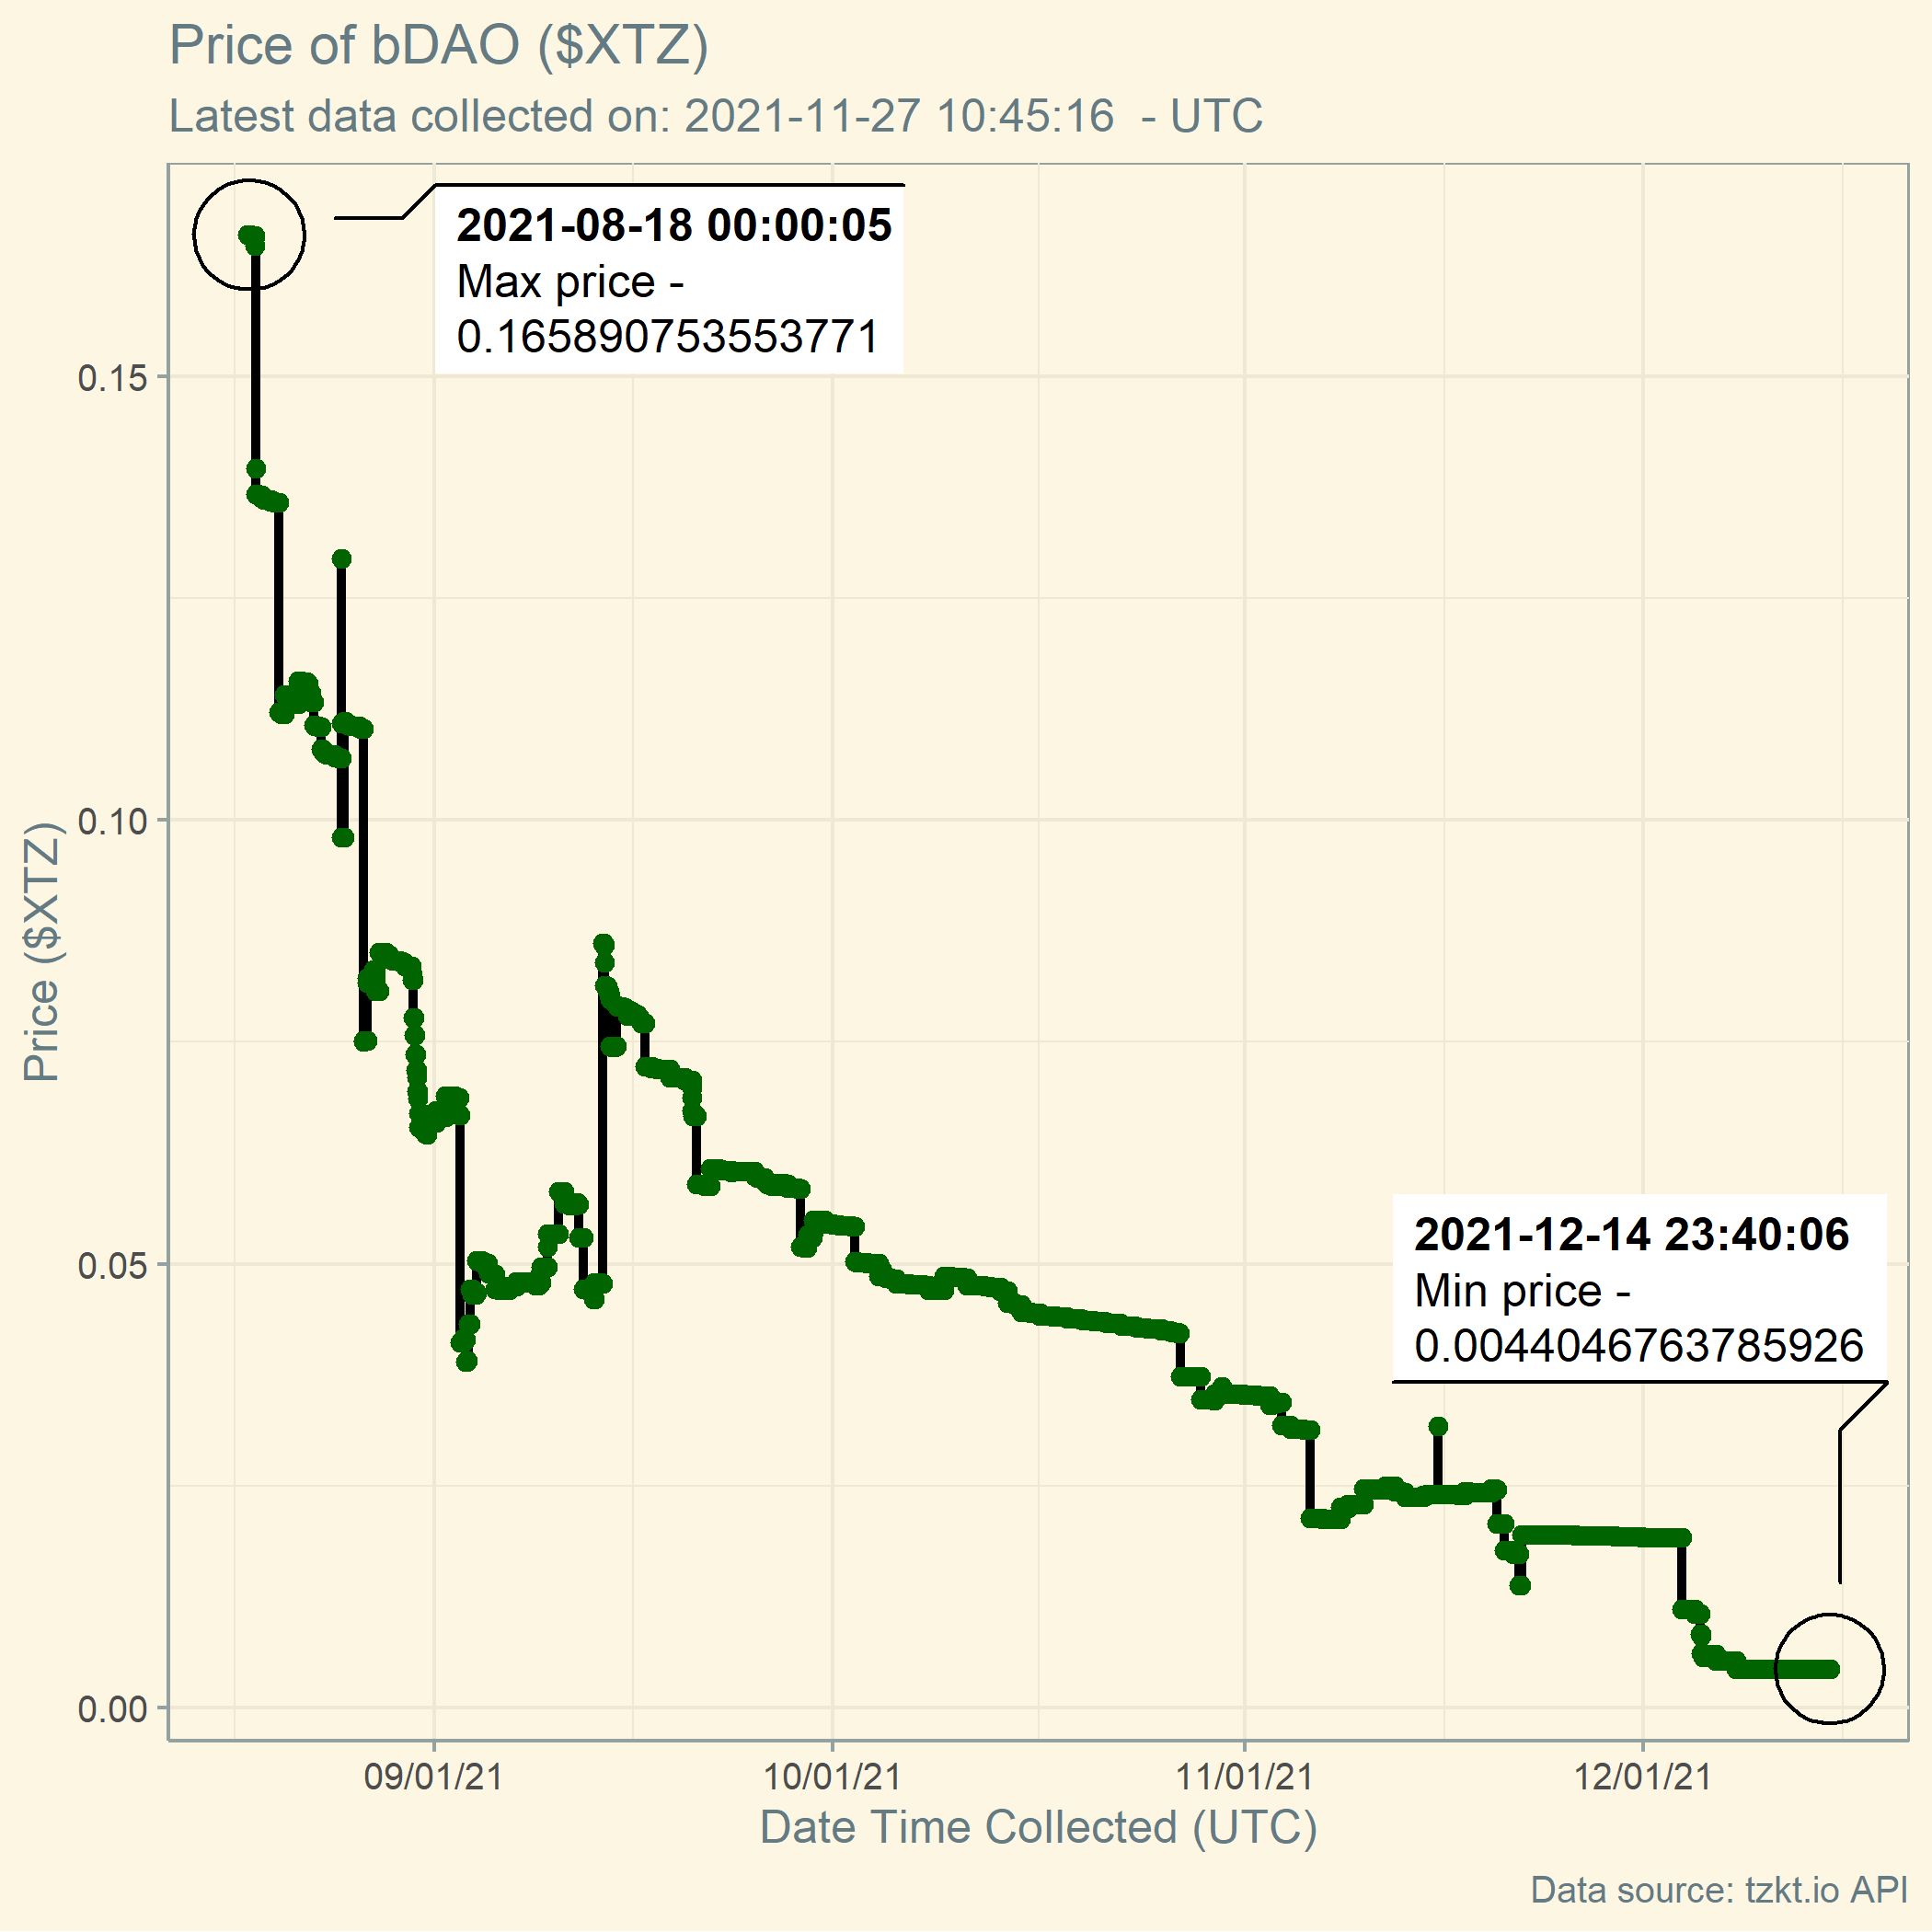 Price of bDAO ($XTZ)
Latest data collected on: 2021-11-27 10:45:16  - UTC
2021-08-18 00:00:05
Max price -
0.165890753553771
0.15
0.10
0.05
0.00
Price ($XTZ)
2021-12-14 23:40:06
Min price -
0.0044046763785926
09/01/21
10/01/21
11/01/21
12/01/21
Date Time Collected (UTC)
Data source: tzkt.io API